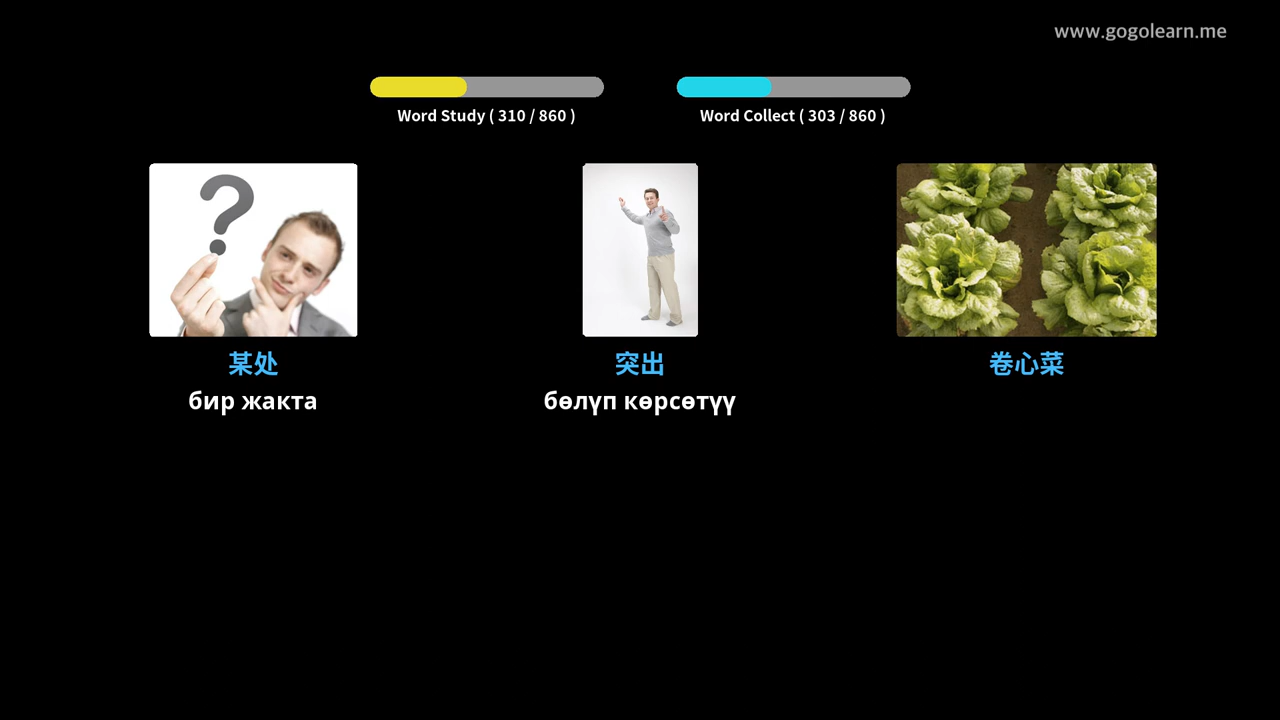 www.gogolearn.me
Word Study ( 310 / 860 )
Word Collect ( 303 / 860 )
?
某处
бир жакта
突出
бөлүп көрсөтүү
卷心菜